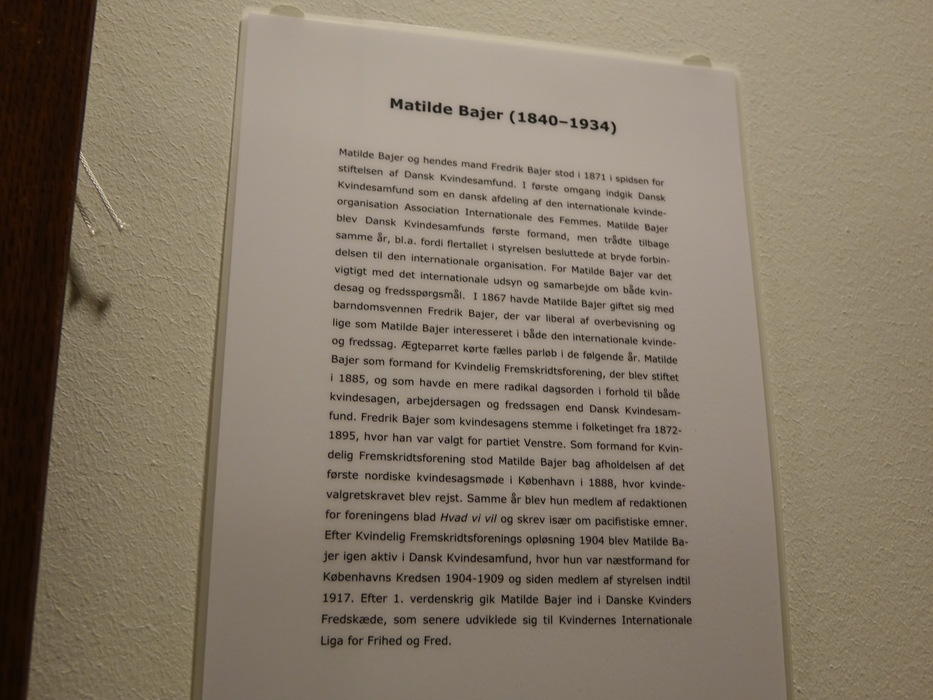 Matilde Bajer (1840–1934)
Matilde Bajer og hendes mand Fredrik Bajer stod i 1871 i spidsen for
stiftelsen af Dansk Kvindesamfund. I første omgang indgik Dansk
Kvindesamfund som en dansk afdeling af den internationale kvinde-
organisation Association Internationale des Femmes. Matilde Bajer
blev Dansk Kvindesamfunds første formand, men trådte tilbage
samme år, bl.a. fordi flertallet i styrelsen besluttede at bryde forbin-
delsen til den internationale organisation. For Matilde Bajer var det
vigtigt med det internationale udsyn og samarbejde om både kvin-
desag og fredsspørgsmål. I 1867 havde Matilde Bajer giftet sig med
barndomsvennen Fredrik Bajer, der var liberal af overbevisning og
lige som Matilde Bajer interesseret i både den internationale kvinde-
og fredssag. Ægteparret kørte fælles parløb i de følgende år. Matilde
Bajer som formand for Kvindelig Fremskridtsforening, der blev stiftet
i 1885, og som havde en mere radikal dagsorden i forhold til både
kvindesagen, arbejdersagen og fredssagen end Dansk Kvindesam-
fund. Fredrik Bajer som kvindesagens stemme i folketinget fra 1872-
1895, hvor han var valgt for partiet Venstre. Som formand for Kvin-
delig Fremskridtsforening stod Matilde Bajer bag afholdelsen af det
første nordiske kvindesagsmøde i København i 1888, hvor kvinde-
valgretskravet blev rejst. Samme år blev hun medlem af redaktionen
for foreningens blad Hvad vi vil og skrev især om pacifistiske emner.
Efter Kvindelig Fremskridtsforenings opløsning 1904 blev Matilde Ba-
jer igen aktiv i Dansk Kvindesamfund, hvor hun var næstformand for
Københavns Kredsen 1904-1909 og siden medlem af styrelsen indtil
1917. Efter 1. verdenskrig gik Matilde Bajer ind i Danske Kvinders
Fredskæde, som senere udviklede sig til Kvindernes Internationale
Liga for Frihed og Fred.